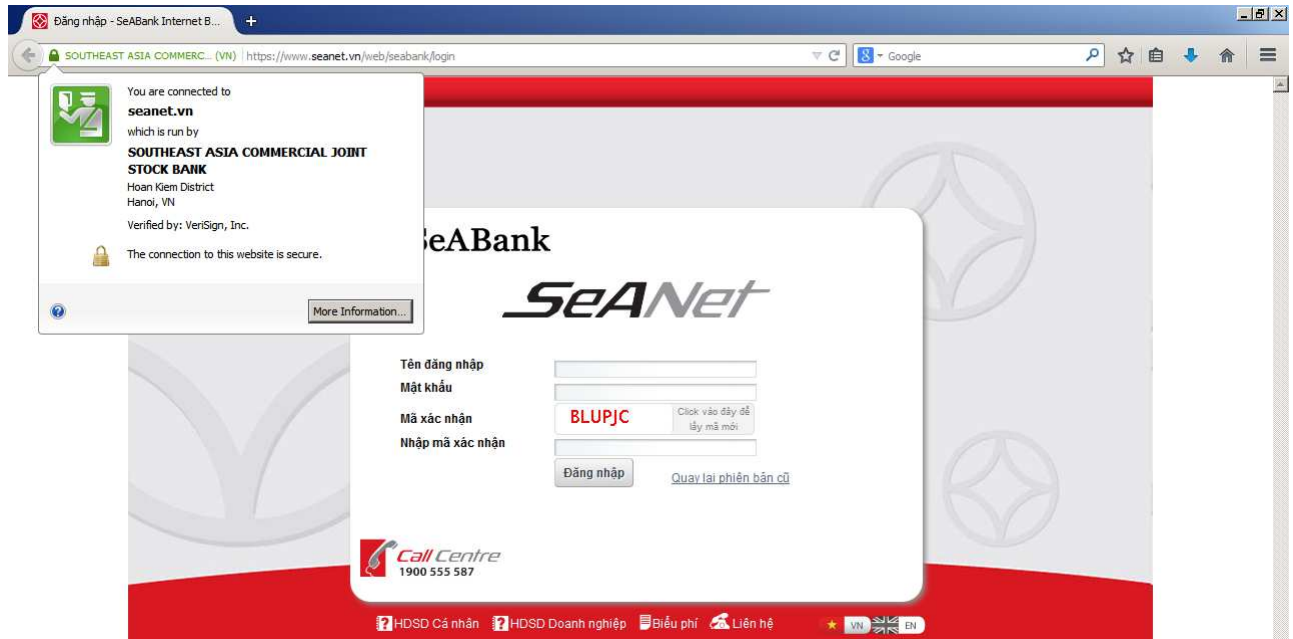 Đăng nhập - SeABank Internet B...
SOUTHEAST ASIA COMMERC... (VN) https://www.seanet.vn/web/seabank/login
Google
You are connected to
seanet.vn
which is run by
SOUTHEAST ASIA COMMERCIAL JOINT
STOCK BANK
Hoan Kiem District
Hanoi, VN
Verified by: VeriSign, Inc.
The connection to this website is secure.
More Information...
SeABank
SeANet
Tên đăng nhập
Mật khẩu
Mã xác nhận
BLUPJC
Click vào đây để
lấy mã mới
Nhập mã xác nhận
Đăng nhập
Quay lại phiên bản cũ
Call Centre
1900 555 587
HDSD Cá nhân HDSD Doanh nghiệp Biểu phí Liên hệ VN EN